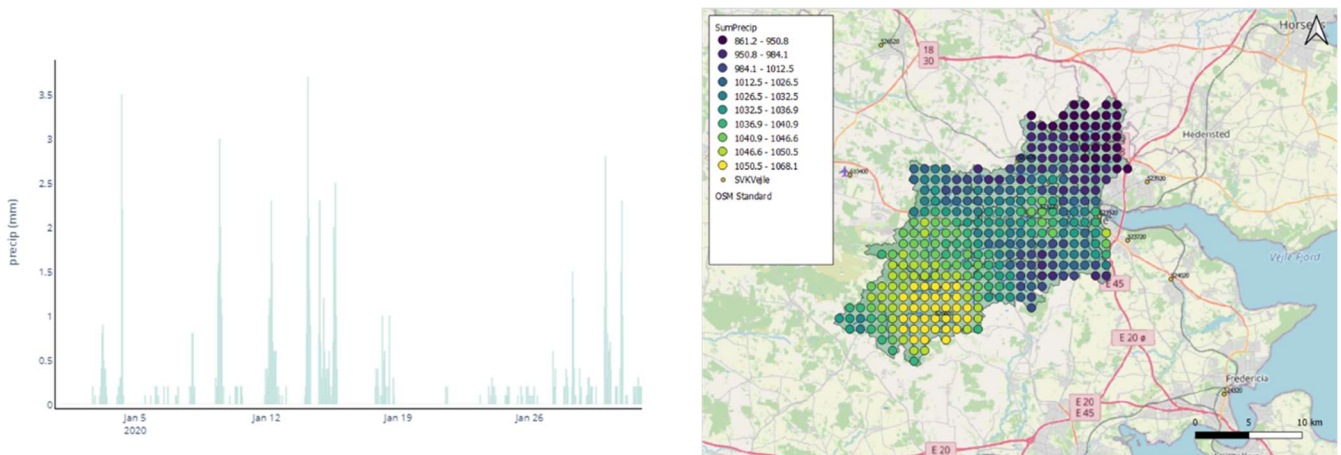 precip (mm)
3.5
3
2.5
2
1.5
1
0.5
0
Jan 5
2020
Jan 12
Jan 19
Jan 26
SumPrecip
861.2 - 950.8
950.8 - 984.1
984.1 - 1012.5
1012.5 - 1026.5
1026.5 - 1032.5
1032.5 - 1036.9
1036.9 - 1040.9
1040.9 - 1046.6
1046.6 - 1050.5
1050.5 - 1068.1
SVKVejle
OSM Standard
18
30
Hedensted
Vejle Fjord
E 45
E 20 ø
Fredericia
E 20
E 45
E 20
0 5 10 km